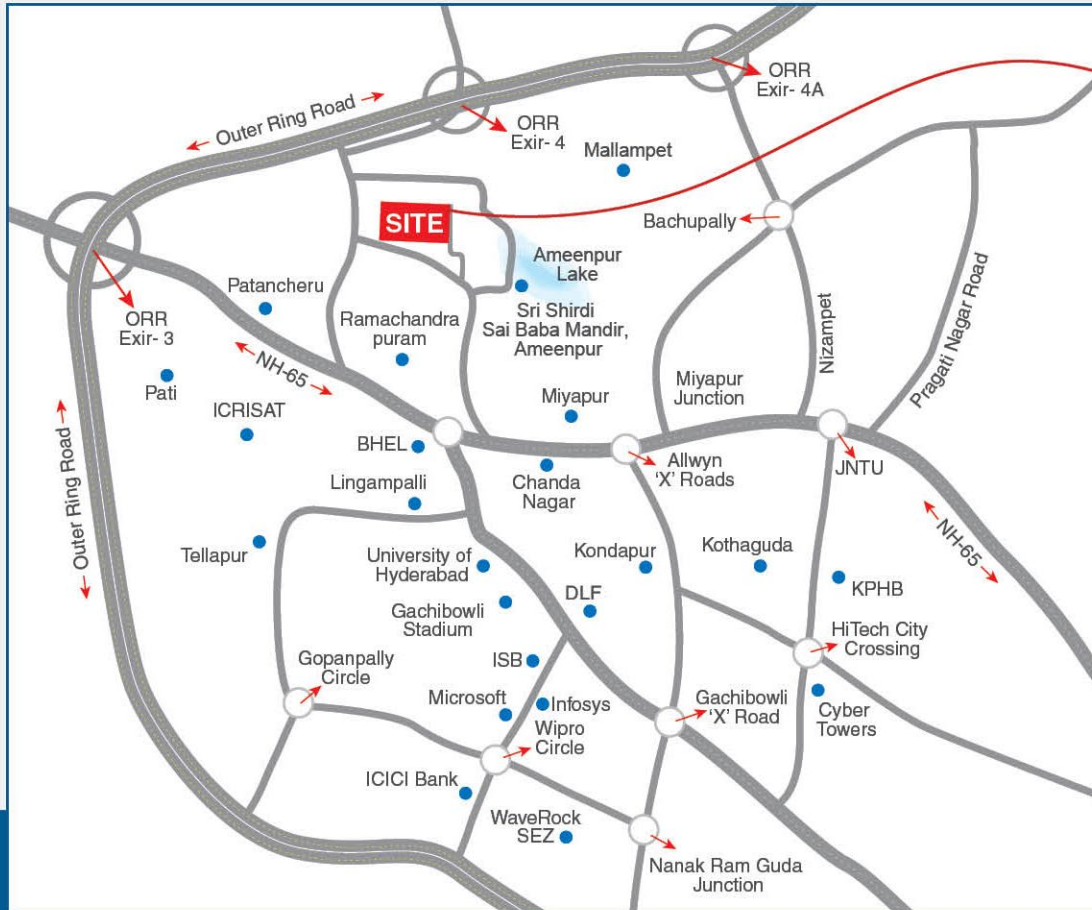 ORR
Exir- 4A
Outer Ring Road
ORR
Exir- 4
Mallampet
SITE
Bachupally
Ameenpur
Lake
Patancheru
Sri Shirdi
Sai Baba Mandir,
Ameenpur
ORR
Exir- 3
Ramachandra
puram
Nizampet
Pragati Nagar Road
NH-65
Pati
Miyapur
Miyapur
Junction
ICRISAT
BHEL
Allwyn
'X' Roads
JNTU
Chanda
Nagar
Lingampalli
Outer Ring Road
NH-65
Tellapur
University of
Hyderabad
Kondapur
Kothaguda
KPHB
DLF
Gachibowli
Stadium
HiTech City
Crossing
Gopanpally
Circle
ISB
Microsoft
Infosys
Gachibowli
'X' Road
Cyber
Towers
Wipro
Circle
ICICI Bank
WaveRock
SEZ
Nanak Ram Guda
Junction